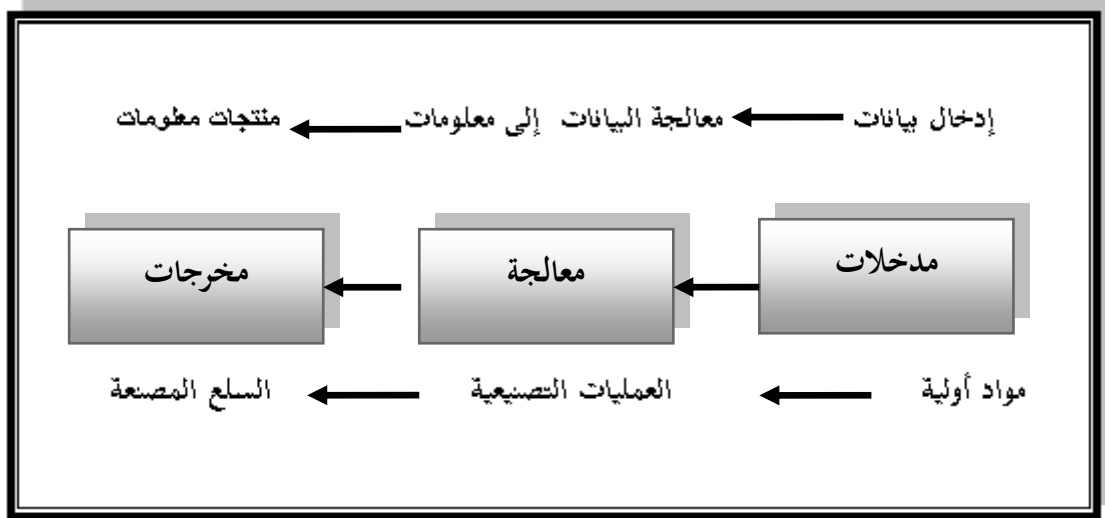 إدخال بيانات معالجة البيانات إلى معلومات منتجات معلومات
مدخلات معالجة مخرجات
مواد أولية العمليات التصنيعية السلع المصنعة